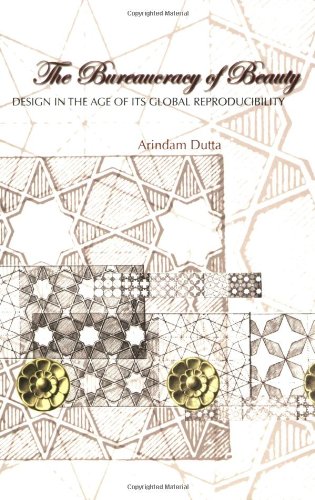 The Bureaucracy of Beauty
DESIGN IN THE AGE OF ITS GLOBAL REPRODUCIBILITY
Arindam Dutta